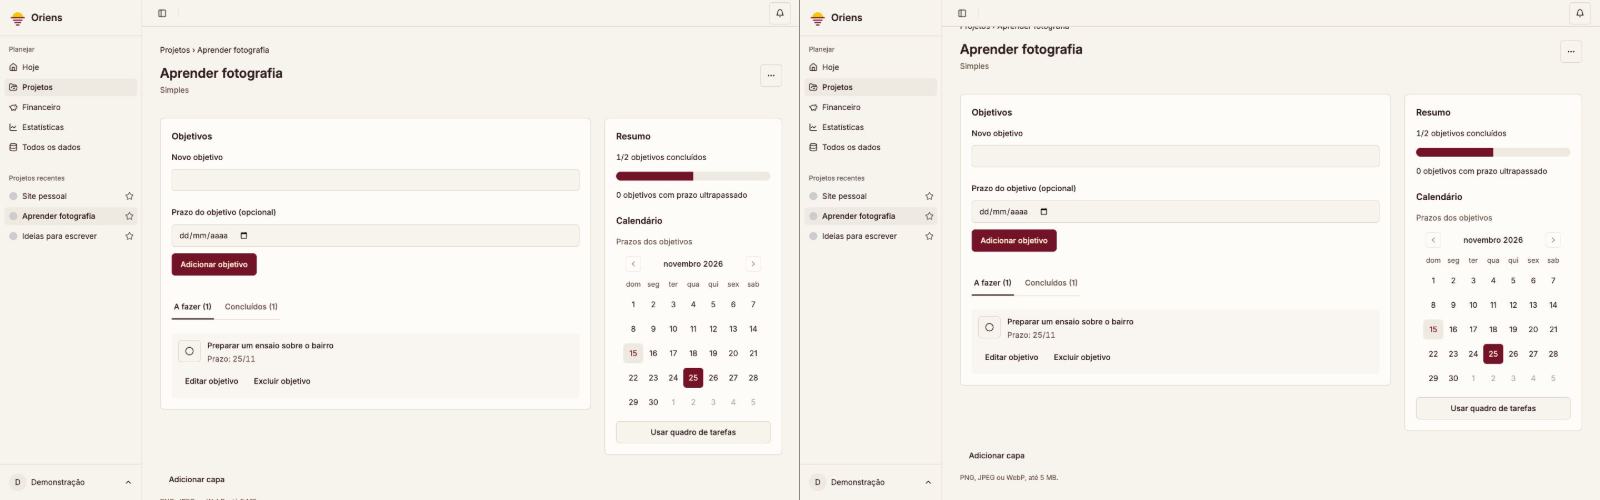 Oriens
Planejar
Hoje
Projetos
Financeiro
Estatísticas
Todos os dados
Projetos recentes
Site pessoal
Aprender fotografia
Ideias para escrever
D Demonstração
Projetos › Aprender fotografia
Aprender fotografia
Simples
Objetivos
Novo objetivo
Prazo do objetivo (opcional)
dd/mm/aaaa
Adicionar objetivo
A fazer (1) Concluídos (1)
Preparar um ensaio sobre o bairro
Prazo: 25/11
Editar objetivo Excluir objetivo
Resumo
1/2 objetivos concluídos
0 objetivos com prazo ultrapassado
Calendário
Prazos dos objetivos
novembro 2026
dom seg ter qua qui sex sab
1 2 3 4 5 6 7
8 9 10 11 12 13 14
15 16 17 18 19 20 21
22 23 24 25 26 27 28
29 30 1 2 3 4 5
Usar quadro de tarefas
Adicionar capa
PNG, JPEG ou WebP, até 5 MB.
Oriens
Planejar
Hoje
Projetos
Financeiro
Estatísticas
Todos os dados
Projetos recentes
Site pessoal
Aprender fotografia
Ideias para escrever
D Demonstração
Projetos › Aprender fotografia
Aprender fotografia
Simples
Objetivos
Novo objetivo
Prazo do objetivo (opcional)
dd/mm/aaaa
Adicionar objetivo
A fazer (1) Concluídos (1)
Preparar um ensaio sobre o bairro
Prazo: 25/11
Editar objetivo Excluir objetivo
Resumo
1/2 objetivos concluídos
0 objetivos com prazo ultrapassado
Calendário
Prazos dos objetivos
novembro 2026
dom seg ter qua qui sex sab
1 2 3 4 5 6 7
8 9 10 11 12 13 14
15 16 17 18 19 20 21
22 23 24 25 26 27 28
29 30 1 2 3 4 5
Usar quadro de tarefas
Adicionar capa
PNG, JPEG ou WebP, até 5 MB.